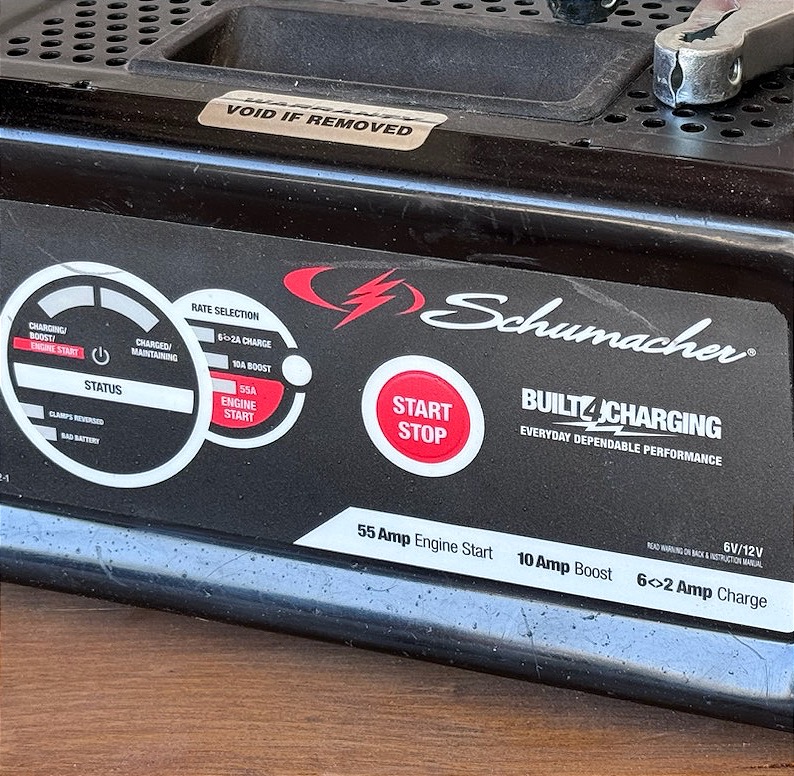 WARRANTY
VOID IF REMOVED
CHARGING/
BOOST/
ENGINE START
CHARGED/
MAINTAINING
STATUS
CLAMPS REVERSED
BAD BATTERY
RATE SELECTION
6<>2A CHARGE
10A BOOST
55A
ENGINE
START
START
STOP
Schumacher®
BUILT4CHARGING
EVERYDAY DEPENDABLE PERFORMANCE
6V/12V
READ WARNING ON BACK & INSTRUCTION MANUAL
55 Amp Engine Start 10 Amp Boost 6<>2 Amp Charge